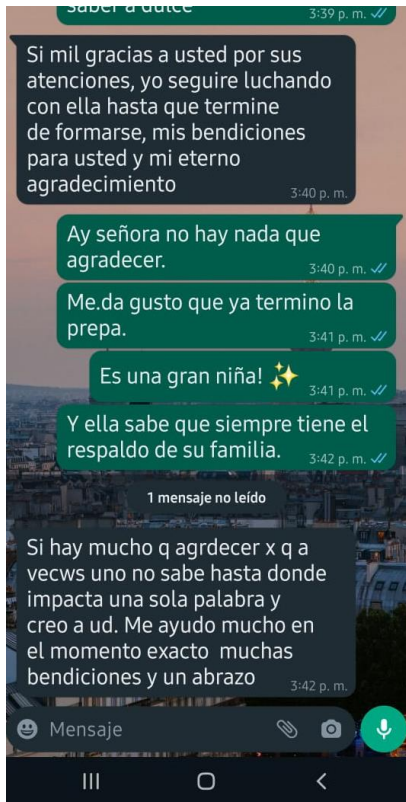 saber a dulce
3:39 p. m.
Si mil gracias a usted por sus
atenciones, yo seguire luchando
con ella hasta que termine
de formarse, mis bendiciones
para usted y mi eterno
agradecimiento
3:40 p. m.
Ay señora no hay nada que
agradecer.
3:40 p. m.
Me.da gusto que ya termino la
prepa.
3:41 p. m.
Es una gran niña! ✨
3:41 p. m.
Y ella sabe que siempre tiene el
respaldo de su familia.
3:42 p. m.
1 mensaje no leído
Si hay mucho q agrdecer x q a
vecws uno no sabe hasta donde
impacta una sola palabra y
creo a ud. Me ayudo mucho en
el momento exacto  muchas
bendiciones y un abrazo
3:42 p. m.
Mensaje